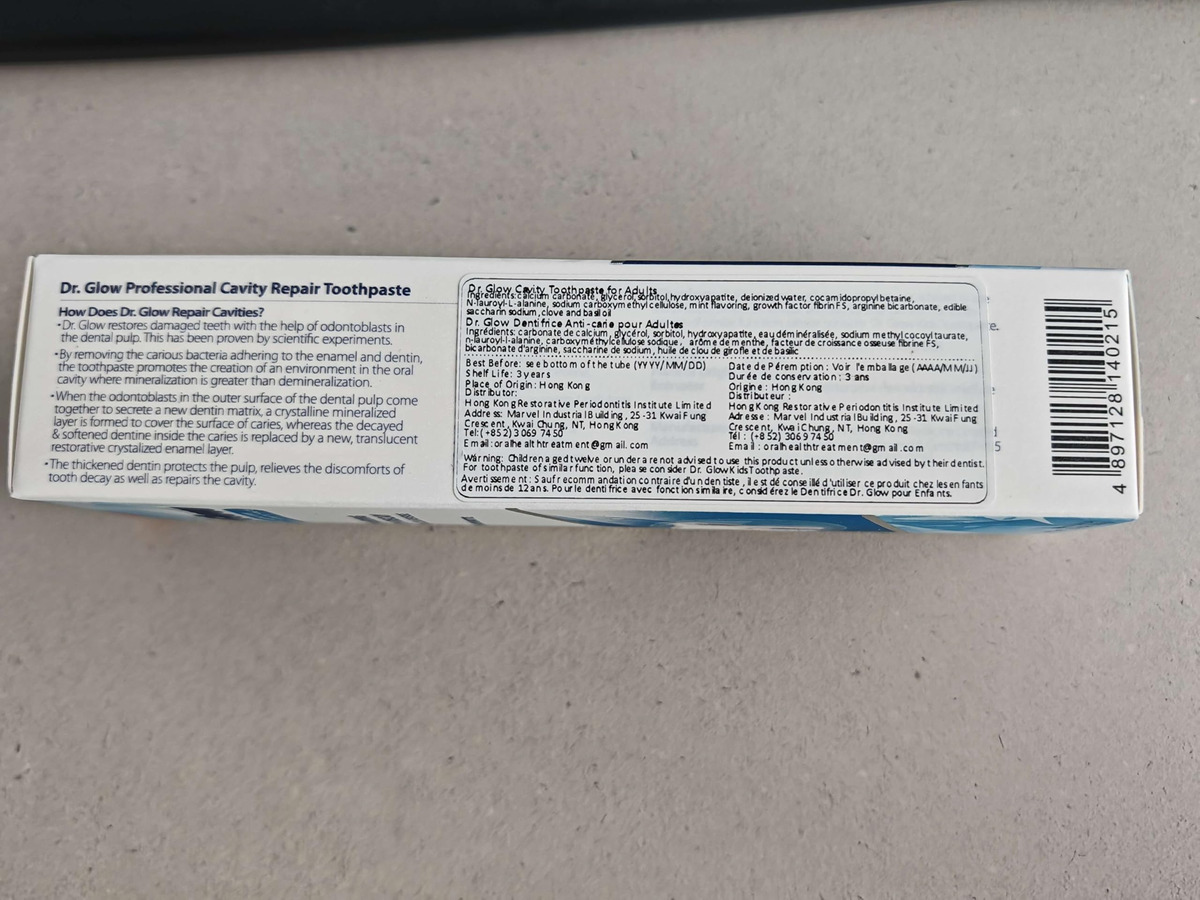 Dr. Glow Professional Cavity Repair Toothpaste
How Does Dr. Glow Repair Cavities?
•Dr. Glow restores damaged teeth with the help of odontoblasts in
the dental pulp. This has been proven by scientific experiments.
•By removing the carious bacteria adhering to the enamel and dentin,
the toothpaste promotes the creation of an environment in the oral
cavity where mineralization is greater than demineralization.
•When the odontoblasts in the outer surface of the dental pulp come
together to secrete a new dentin matrix, a crystalline mineralized
layer is formed to cover the surface of caries, whereas the decayed
& softened dentine inside the caries is replaced by a new, translucent
restorative crystalized enamel layer.
•The thickened dentin protects the pulp, relieves the discomforts of
tooth decay as well as repairs the cavity.
Dr. Glow Cavity Toothpaste for Adults
Ingredients:calcium carbonate, glycerol,sorbitol,hydroxyapatite, deionized water, cocamidopropyl betaine,
N-lauroyl-L-alanine, sodium carboxymethyl cellulose, mint flavoring, growth factor fibrin FS, arginine bicarbonate, edible
saccharin sodium, clove and basil oil
Dr. Glow Dentifrice Anti-carie pour Adultes
Ingrédients: carbonate de calcium, glycérol, sorbitol, hydroxyapatite, eau déminéralisée, sodium methyl cocoyl taurate,
n-lauroyl-l-alanine, carboxyméthylcellulose sodique, arôme de menthe, facteur de croissance osseuse fibrine FS,
bicarbonate d'arginine, saccharine de sodium, huile de clou de girofle et de basilic
Best Before: see bottom of the tube (YYYY/MM/DD)
Shelf Life: 3 years
Place of Origin: Hong Kong
Distributor:
Hong Kong Restorative Periodontitis Institute Limited
Address: Marvel Industrial Building, 25-31 Kwai Fung
Crescent, Kwai Chung, NT, Hong Kong
Tel:(+852)3069 7450
Email:oralhealthtreatment@gmail.com
Date de Péremption : Voir l'emballage (AAAA/MM/JJ)
Durée de conservation : 3 ans
Origine : Hong Kong
Distributeur :
Hong Kong Restorative Periodontitis Institute Limited
Adresse : Marvel Industrial Building, 25-31 Kwai Fung
Crescent, Kwai Chung, NT, Hong Kong
Tél : (+852) 3069 7450
Email : oralhealthtreatment@gmail.com
Warning: Children aged twelve or under are not advised to use this product unless otherwise advised by their dentist.
For toothpaste of similar function, please consider Dr. Glow Kids Toothpaste.
Avertissement : Sauf recommandation contraire d'un dentiste, il est déconseillé d'utiliser ce produit chez les enfants
de moins de 12 ans. Pour le dentifrice avec fonction similaire, considérez le Dentifrice Dr. Glow pour Enfants.
4 897128 140215